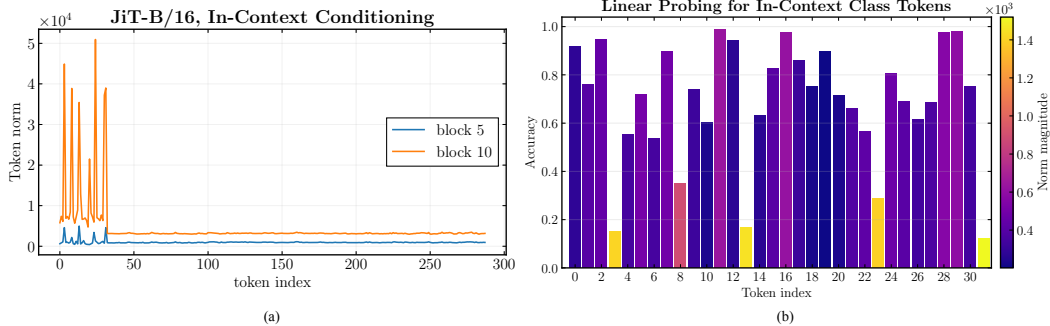 JiT-B/16, In-Context Conditioning
×10⁴
5
4
3
2
1
0
Token norm
block 5
block 10
0 50 100 150 200 250 300
token index
(a)
Linear Probing for In-Context Class Tokens
1.0
0.8
0.6
0.4
0.2
0.0
Accuracy
0 2 4 6 8 10 12 14 16 18 20 22 24 26 28 30
Token index
×10³
1.4
1.2
1.0
0.8
0.6
0.4
Norm magnitude
(b)